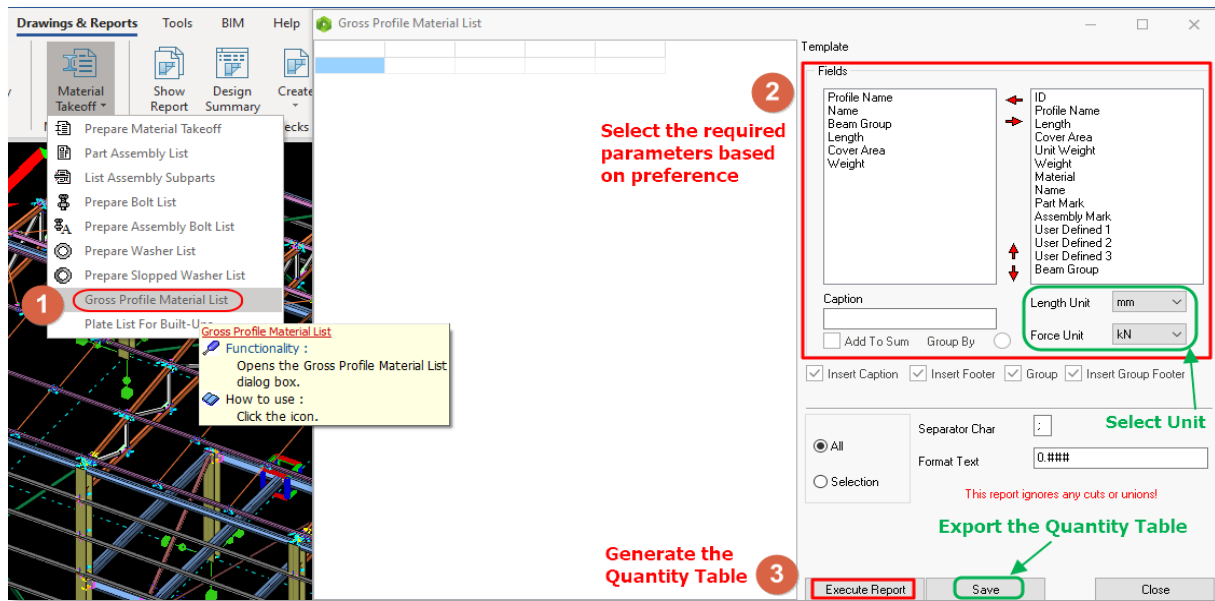 Drawings & Reports Tools BIM Help
Gross Profile Material List
Material
Takeoff
Show
Report
Design
Summary
Create
ecks
Prepare Material Takeoff
Part Assembly List
List Assembly Subparts
Prepare Bolt List
Prepare Assembly Bolt List
Prepare Washer List
Prepare Slopped Washer List
1
Gross Profile Material List
Plate List For Built-Ups
Gross Profile Material List
Functionality :
Opens the Gross Profile Material List
dialog box.
How to use :
Click the icon.
2
Select the required
parameters based
on preference
Template
Fields
Profile Name
Name
Beam Group
Length
Cover Area
Weight
ID
Profile Name
Length
Cover Area
Unit Weight
Weight
Material
Name
Part Mark
Assembly Mark
User Defined 1
User Defined 2
User Defined 3
Beam Group
Caption
Add To Sum Group By
Length Unit mm
Force Unit kN
Insert Caption Insert Footer Group Insert Group Footer
Select Unit
All
Selection
Separator Char ;
Format Text 0.###
This report ignores any cuts or unions!
Export the Quantity Table
Generate the
Quantity Table
3
Execute Report Save Close